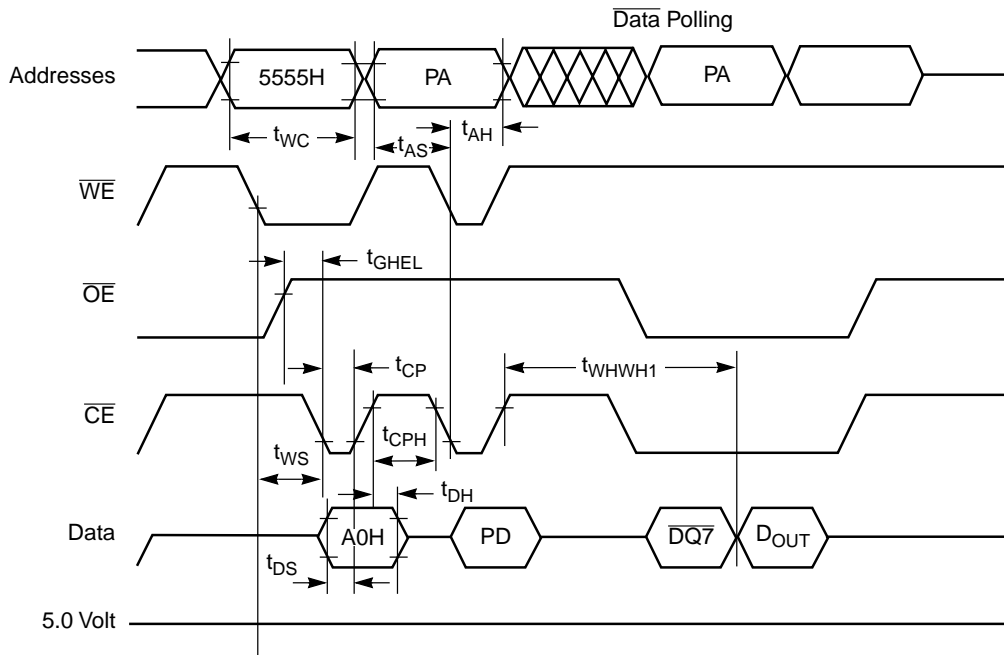 Data Polling
Addresses
5555H
PA
PA
tWC
tAS
tAH
WE
tGHEL
OE
tCP
tWHWH1
CE
tCPH
tWS
tDH
Data
A0H
PD
DQ7
DOUT
tDS
5.0 Volt